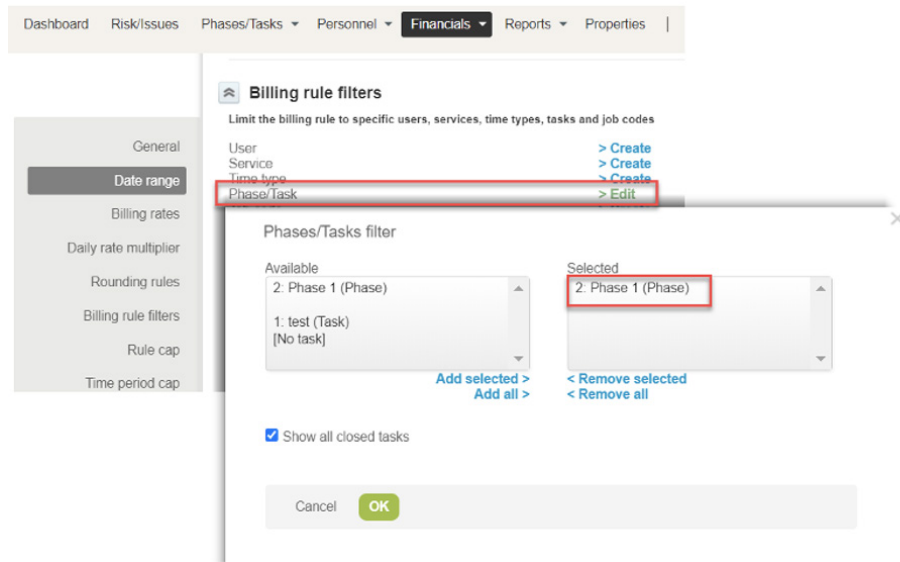 Dashboard Risk/Issues Phases/Tasks Personnel Financials Reports Properties |
Billing rule filters
Limit the billing rule to specific users, services, time types, tasks and job codes
User > Create
Service > Create
Time type > Create
Phase/Task > Edit
General
Date range
Billing rates
Daily rate multiplier
Rounding rules
Billing rule filters
Rule cap
Time period cap
Phases/Tasks filter
Available Selected
2: Phase 1 (Phase) 2: Phase 1 (Phase)
1: test (Task)
[No task]
Add selected > < Remove selected
Add all > < Remove all
Show all closed tasks
Cancel OK